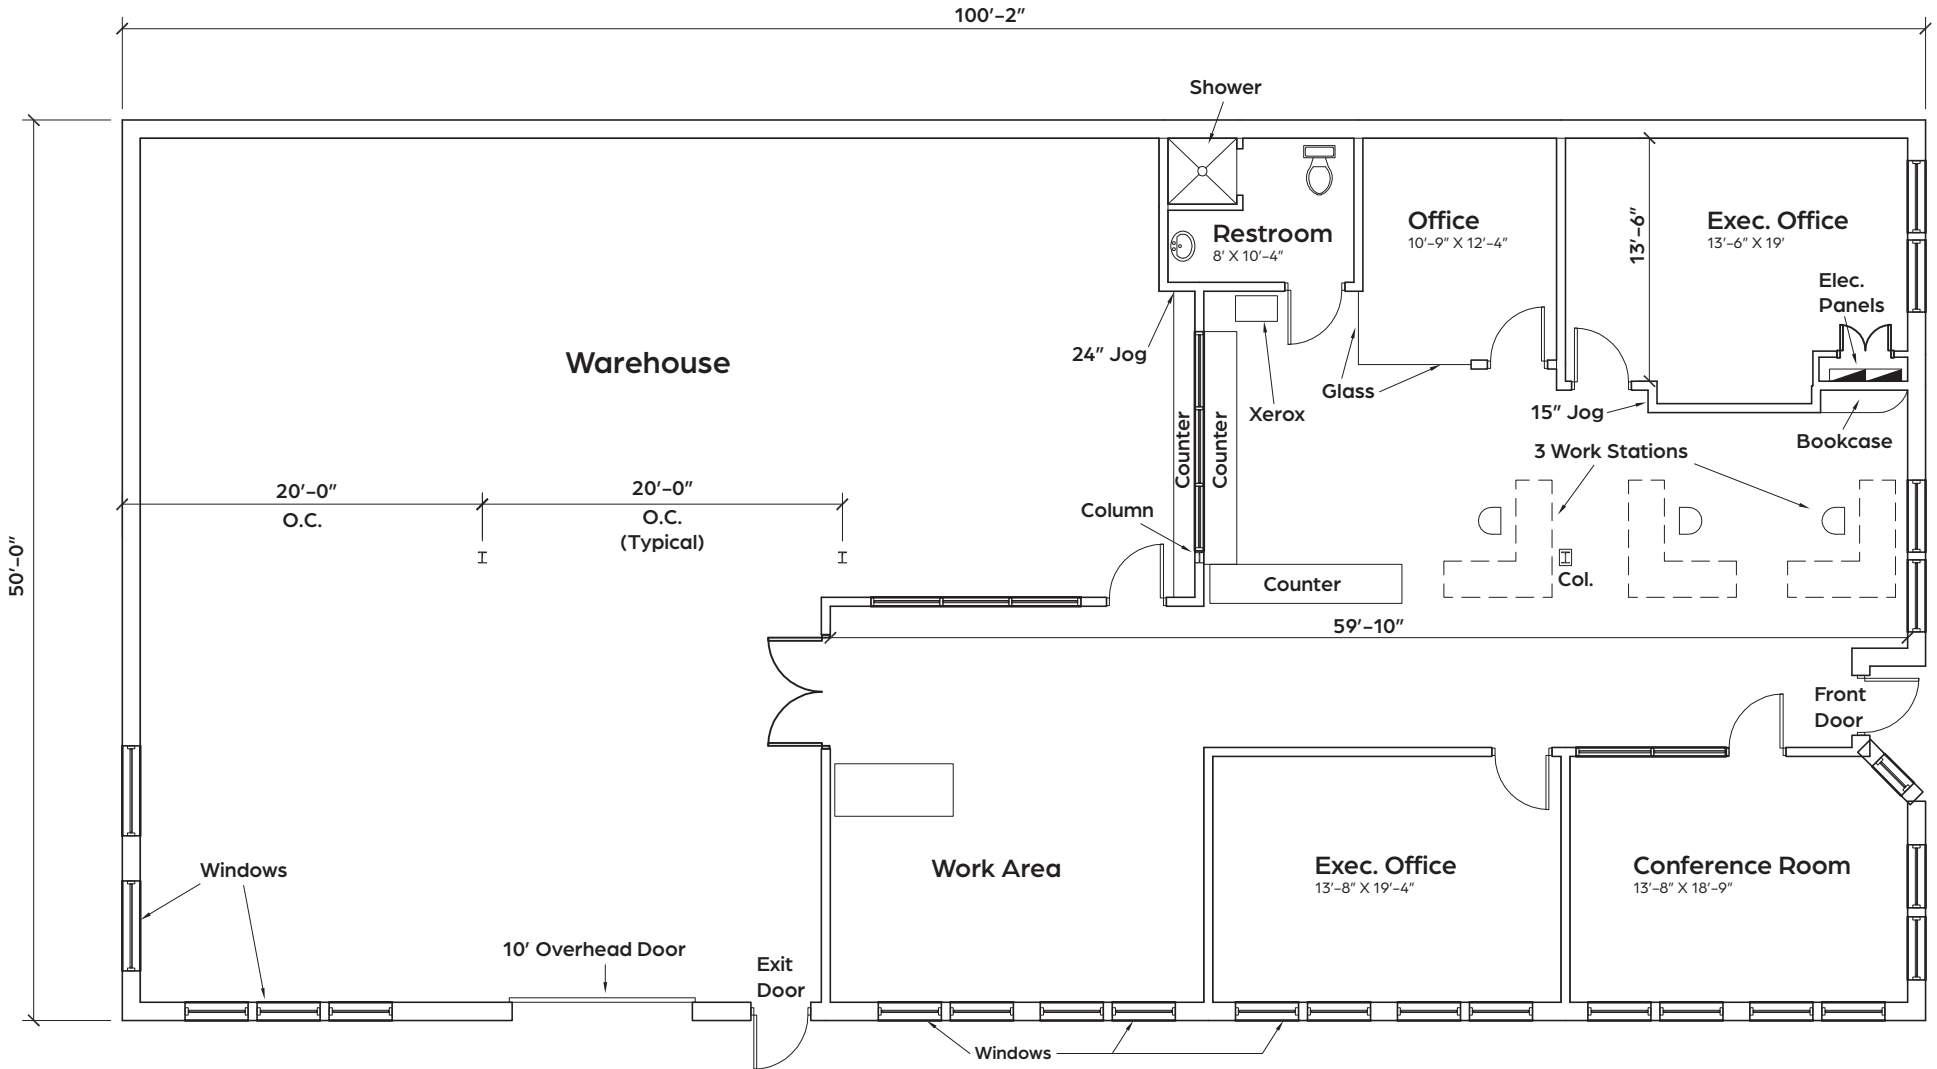 100'-2"
Shower
Restroom
8' X 10'-4"
Office
10'-9" X 12'-4"
13'-6"
Exec. Office
13'-6" X 19'
Elec.
Panels
Warehouse
24" Jog
Glass
Xerox
15" Jog
Bookcase
Counter
Counter
3 Work Stations
20'-0"
O.C.
20'-0"
O.C.
(Typical)
Column
50'-0"
Counter
Col.
59'-10"
Front
Door
Windows
Work Area
Exec. Office
13'-8" X 19'-4"
Conference Room
13'-8" X 18'-9"
10' Overhead Door
Exit
Door
Windows